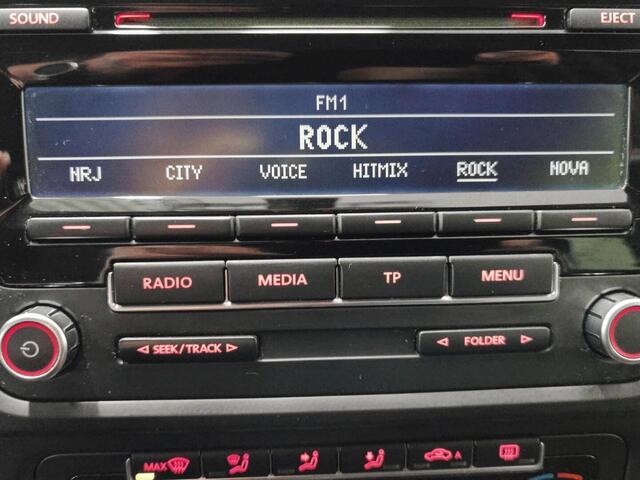 SOUND EJECT
FM1
ROCK
NRJ CITY VOICE HITMIX ROCK NOVA
RADIO MEDIA TP MENU
SEEK/TRACK FOLDER
MAX A